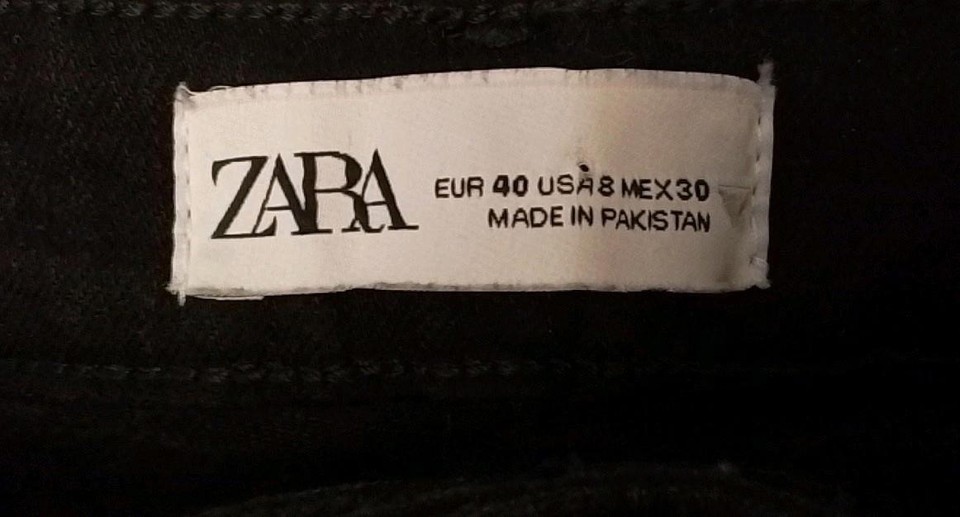 ZARA
EUR 40 USA 8 MEX 30
MADE IN PAKISTAN